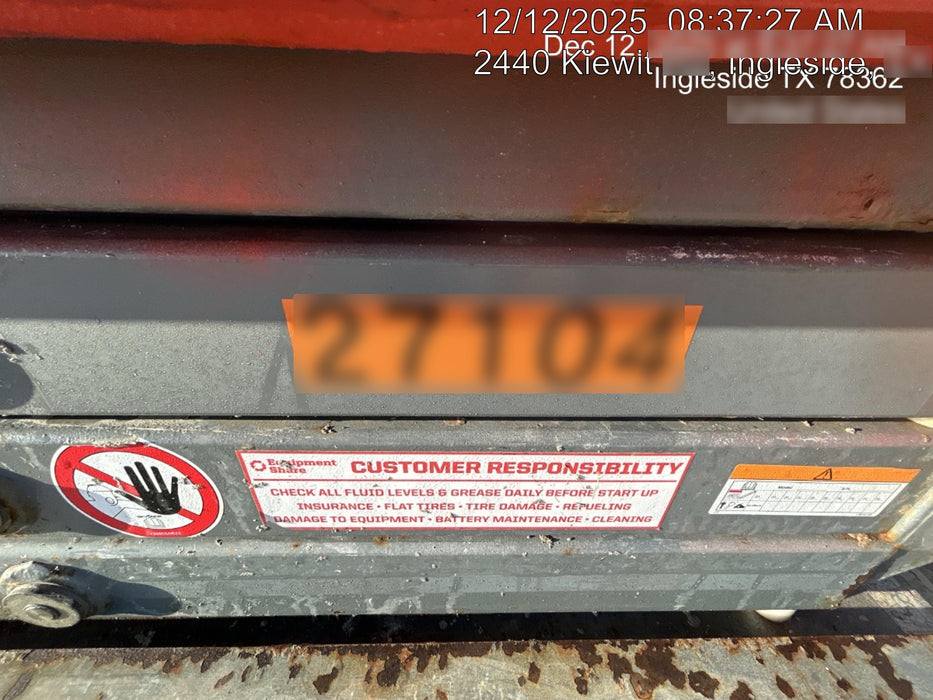 12/12/2025 08:37:27 AM
Dec 12
2440 Kiewit , Ingleside,
Ingleside TX 78362
27104
Equipment Share
CUSTOMER RESPONSIBILITY
CHECK ALL FLUID LEVELS & GREASE DAILY BEFORE START UP
INSURANCE • FLAT TIRES • TIRE DAMAGE • REFUELING
DAMAGE TO EQUIPMENT • BATTERY MAINTENANCE • CLEANING